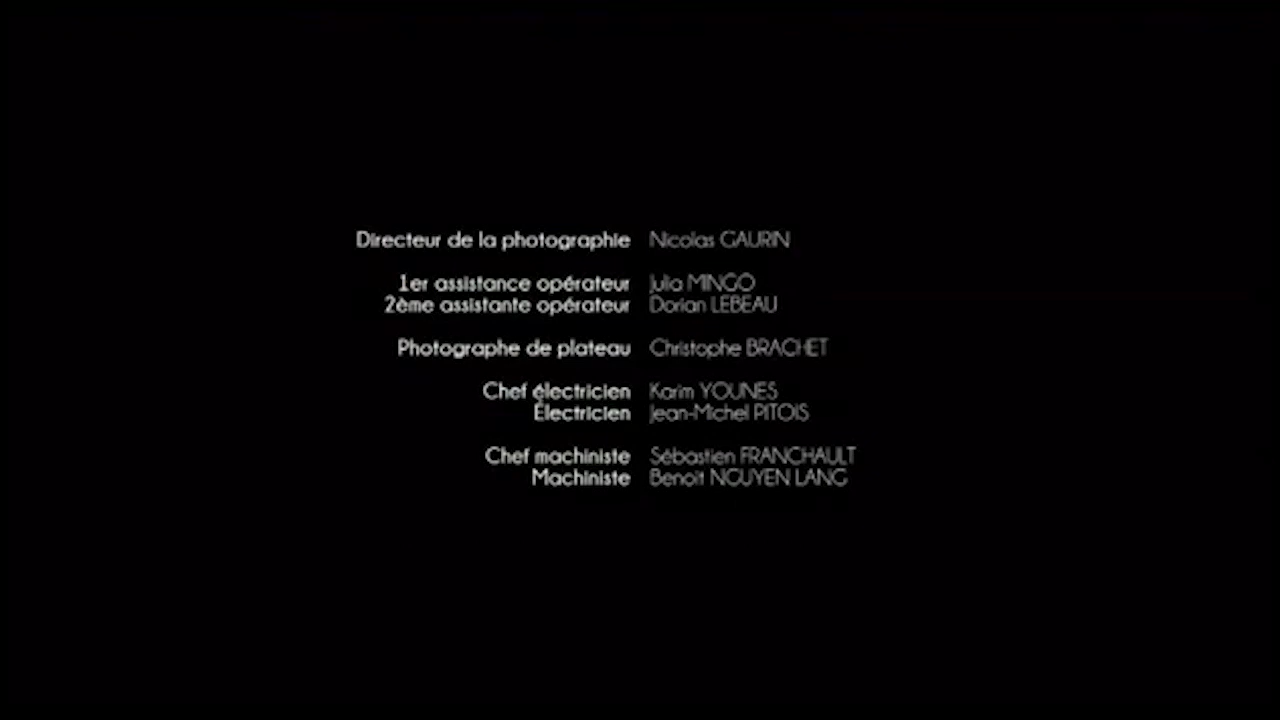 Directeur de la photographie Nicolas GAURIN
1er assistance opérateur Julia MINGO
2ème assistante opérateur Dorian LEBEAU
Photographe de plateau Christophe BRACHET
Chef électricien Karim YOUNES
Électricien Jean-Michel PITOIS
Chef machiniste Sébastien FRANCHAULT
Machiniste Benoit NGUYEN LANG